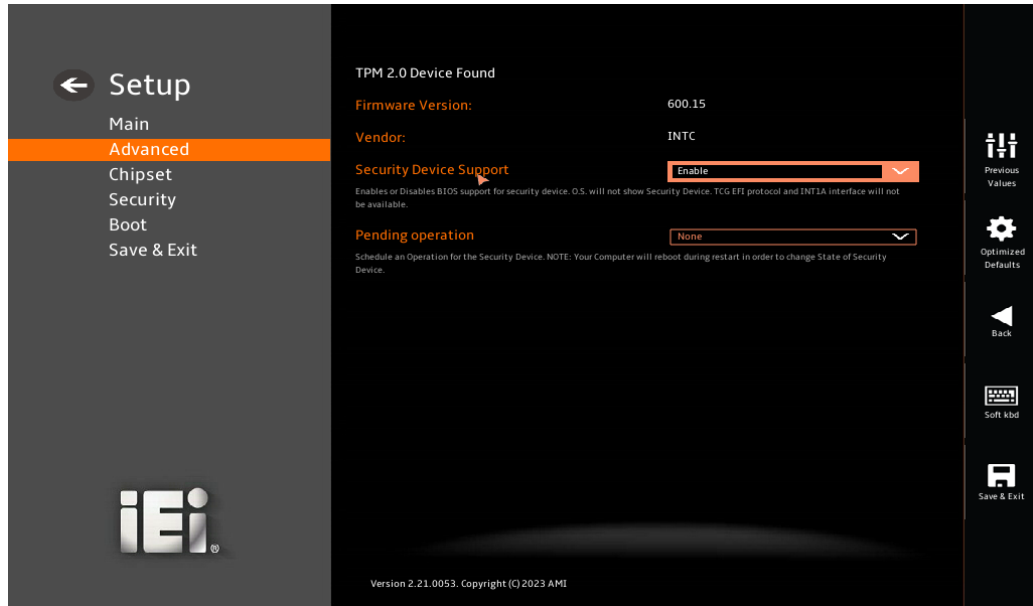 Setup
Main
Advanced
Chipset
Security
Boot
Save & Exit
TPM 2.0 Device Found
Firmware Version: 600.15
Vendor: INTC
Security Device Support Enable
Enables or Disables BIOS support for security device. O.S. will not show Security Device. TCG EFI protocol and INT1A interface will not
be available.
Pending operation None
Schedule an Operation for the Security Device. NOTE: Your Computer will reboot during restart in order to change State of Security
Device.
Previous
Values
Optimized
Defaults
Back
Soft kbd
Save & Exit
iEi®
Version 2.21.0053. Copyright (C) 2023 AMI